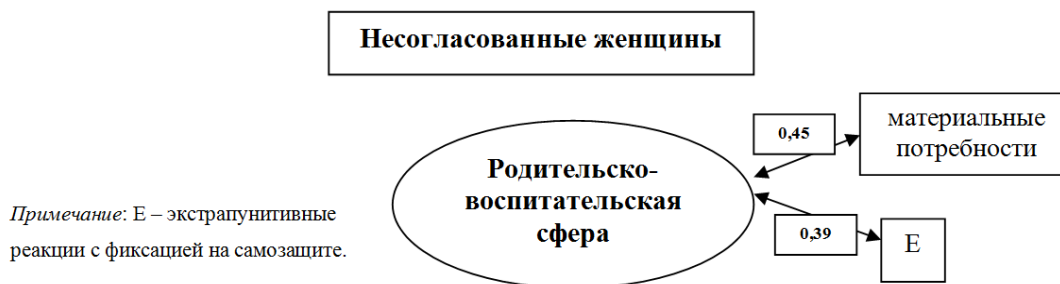 Несогласованные женщины
материальные
потребности
0,45
Родительско-
воспитательская
сфера
Примечание: Е – экстрапунитивные
реакции с фиксацией на самозащите.
0,39
Е